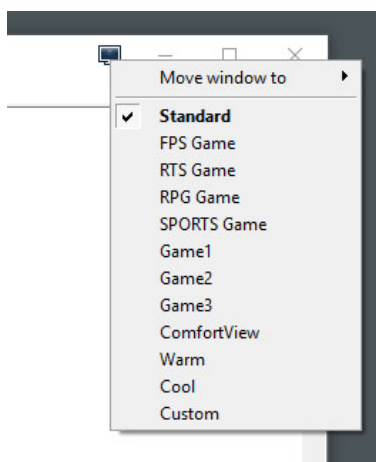 Move window to
Standard
FPS Game
RTS Game
RPG Game
SPORTS Game
Game1
Game2
Game3
ComfortView
Warm
Cool
Custom